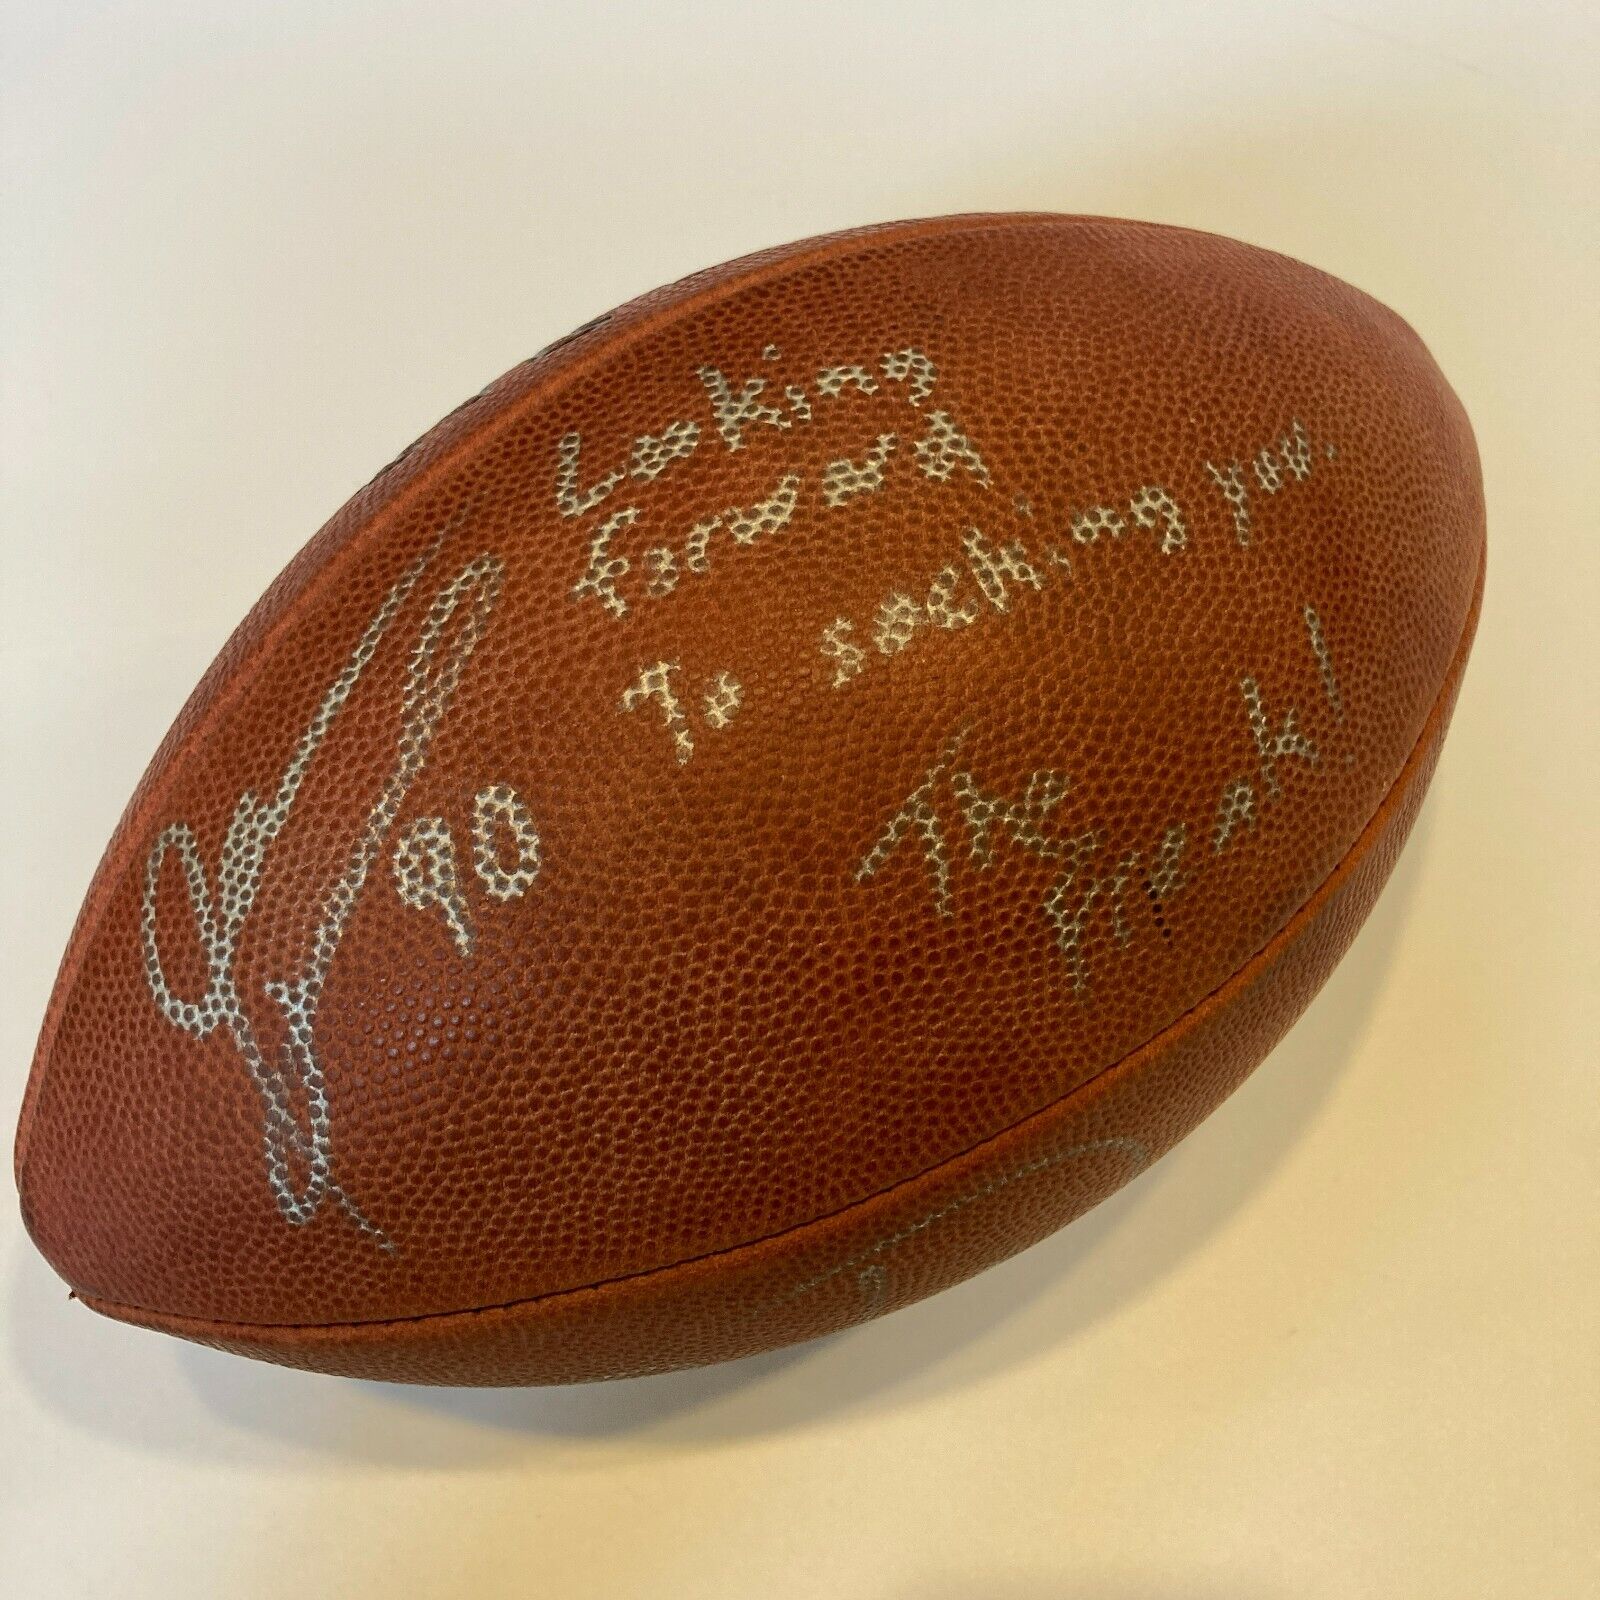 Looking
forward
To sacking you.
The Freak!
90